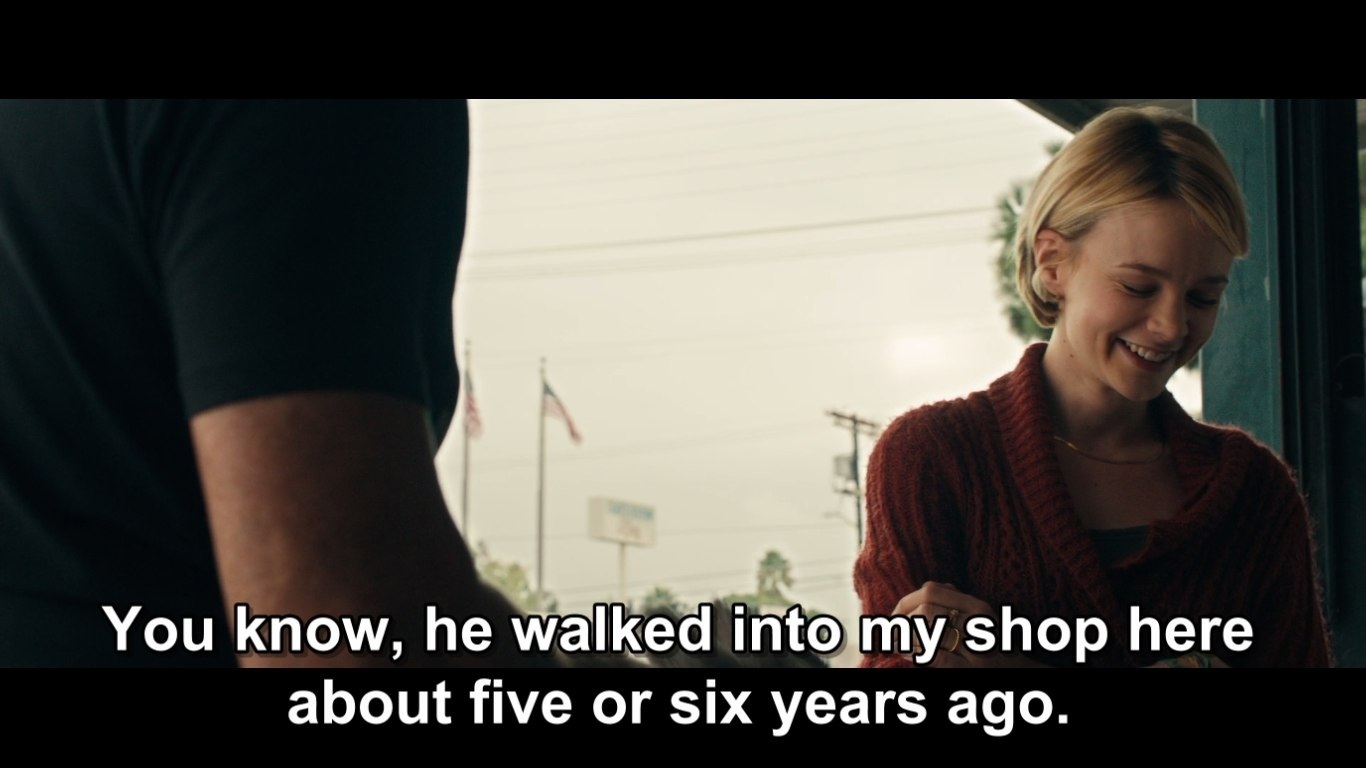 You know, he walked into my shop here
about five or six years ago.